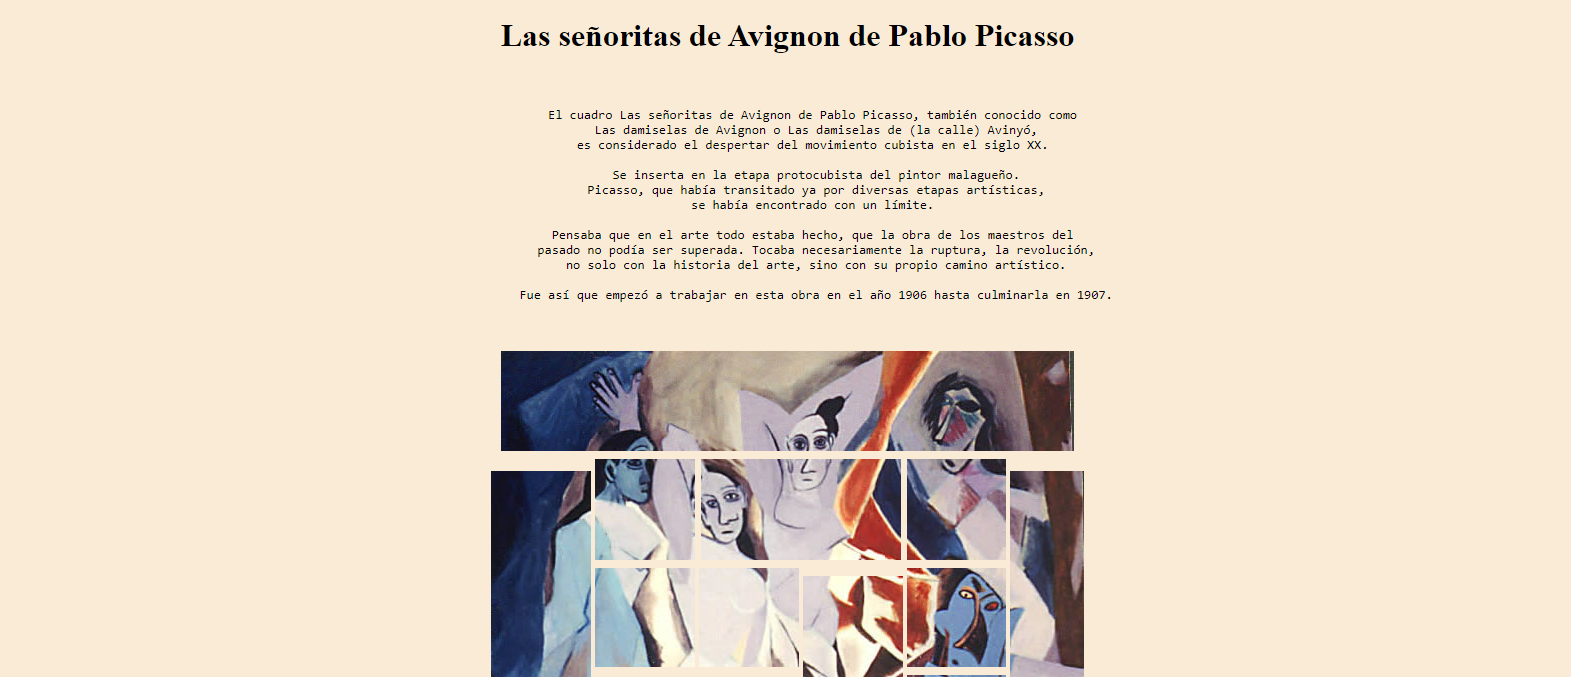 Las señoritas de Avignon de Pablo Picasso
El cuadro Las señoritas de Avignon de Pablo Picasso, también conocido como
Las damiselas de Avignon o Las damiselas de (la calle) Avinyó,
es considerado el despertar del movimiento cubista en el siglo XX.
Se inserta en la etapa protocubista del pintor malagueño.
Picasso, que había transitado ya por diversas etapas artísticas,
se había encontrado con un límite.
Pensaba que en el arte todo estaba hecho, que la obra de los maestros del
pasado no podía ser superada. Tocaba necesariamente la ruptura, la revolución,
no solo con la historia del arte, sino con su propio camino artístico.
Fue así que empezó a trabajar en esta obra en el año 1906 hasta culminarla en 1907.